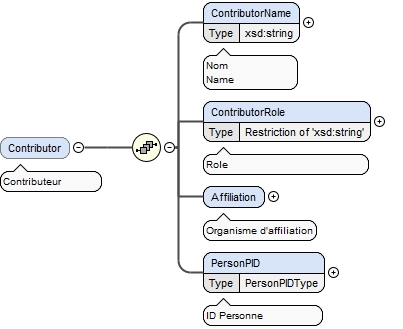 ContributorName
Type xsd:string
Nom
Name
ContributorRole
Type Restriction of 'xsd:string'
Role
Contributor
Contributeur
Affiliation
Organisme d'affiliation
PersonPID
Type PersonPIDType
ID Personne